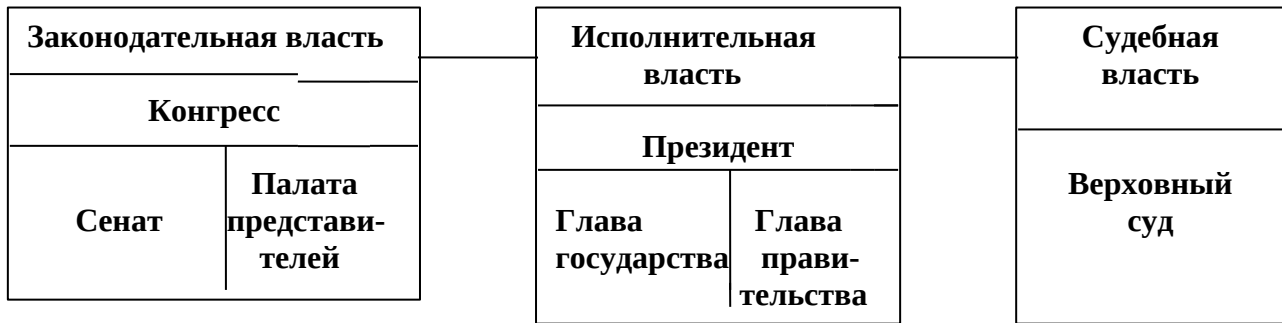 Законодательная власть
Конгресс
Сенат
Палата
представи-
телей
Исполнительная
власть
Президент
Глава
государства
Глава
прави-
тельства
Судебная
власть
Верховный
суд